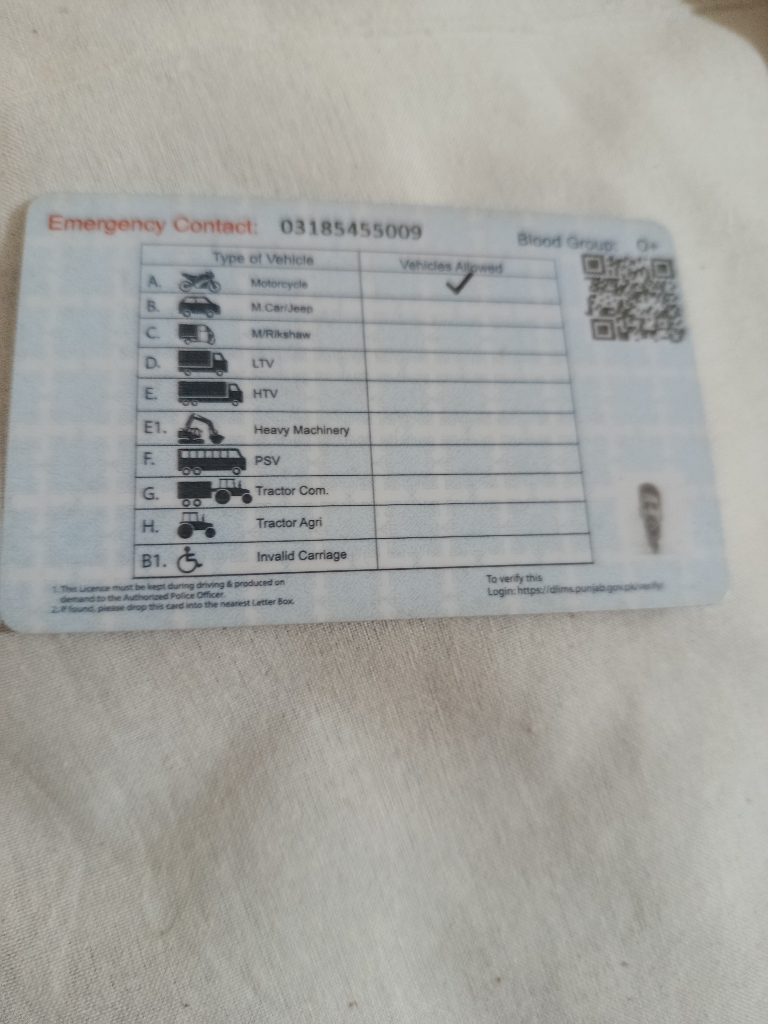 Emergency Contact: 03185455009
Blood Group: O+
Type of Vehicle Vehicles Allowed
A. Motorcycle ✓
B. M.Car/Jeep
C. M/Rikshaw
D. LTV
E. HTV
E1. Heavy Machinery
F. PSV
G. Tractor Com.
H. Tractor Agri
B1. Invalid Carriage
1. This License must be kept during driving & produced on
demand to the Authorized Police Officer.
2. If found, please drop this card into the nearest Letter Box.
To verify this
Login: https://dlims.punjab.gov.pk/verify/